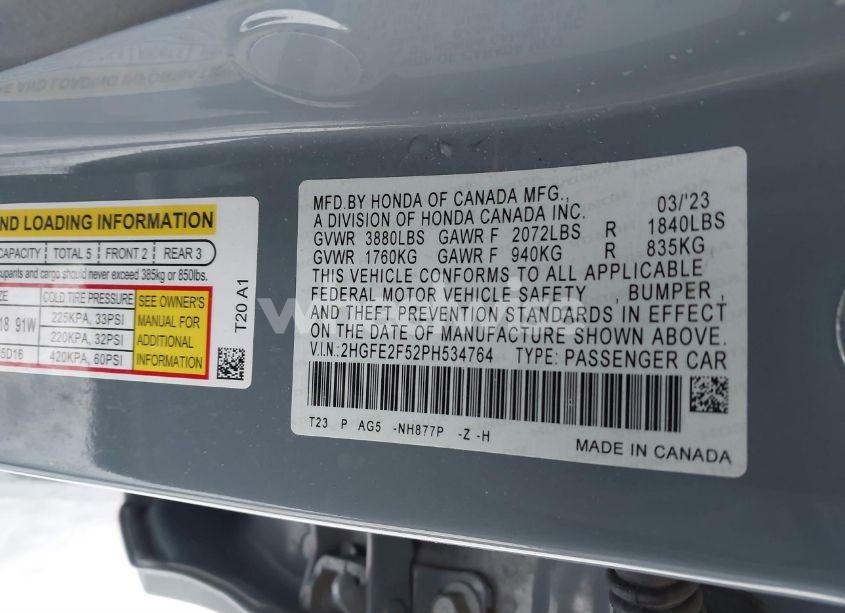 ND LOADING INFORMATION
CAPACITY TOTAL 5 FRONT 2 REAR 3
upants and cargo should never exceed 385kg or 850lbs.
ZE COLD TIRE PRESSURE SEE OWNER'S MANUAL FOR ADDITIONAL INFORMATION
18 91W 225KPA, 33PSI
220KPA, 32PSI
5D16 420KPA, 60PSI
T20 A1
MFD.BY HONDA OF CANADA MFG., 03/'23
A DIVISION OF HONDA CANADA INC.
GVWR 3880LBS GAWR F 2072LBS R 1840LBS
GVWR 1760KG GAWR F 940KG R 835KG
THIS VEHICLE CONFORMS TO ALL APPLICABLE
FEDERAL MOTOR VEHICLE SAFETY , BUMPER ,
AND THEFT PREVENTION STANDARDS IN EFFECT
ON THE DATE OF MANUFACTURE SHOWN ABOVE.
V.I.N.:2HGFE2F52PH534764 TYPE: PASSENGER CAR
T23 P AG5 -NH877P -Z -H
MADE IN CANADA